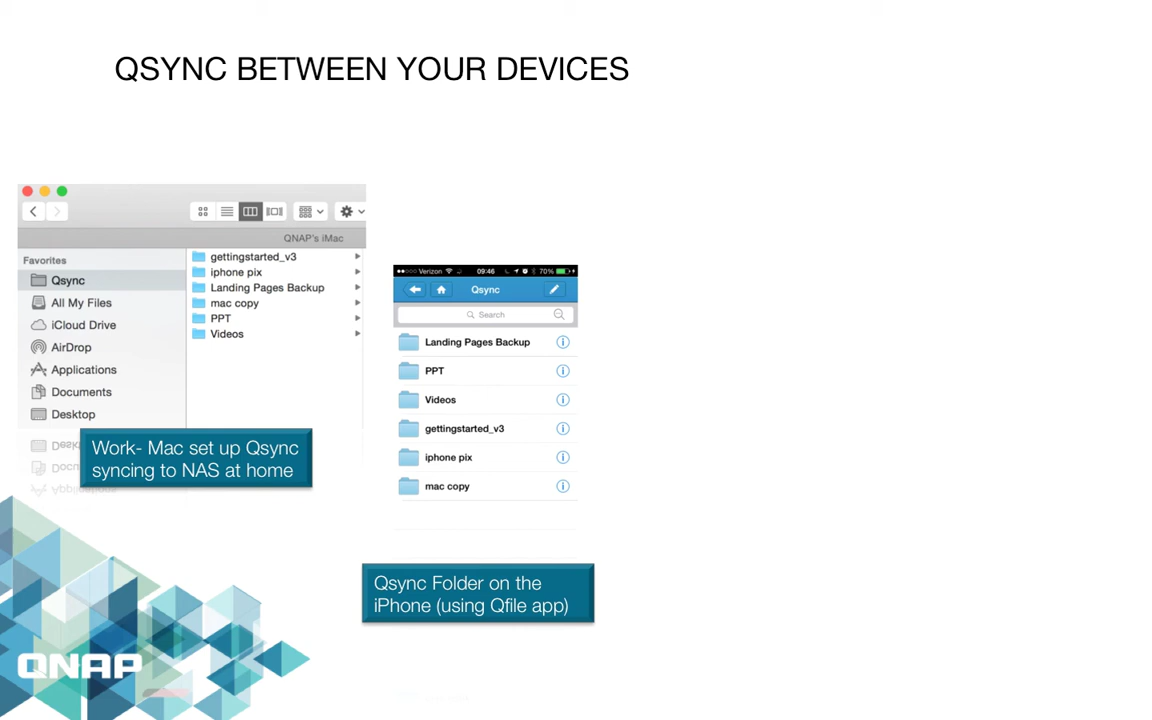 QSYNC BETWEEN YOUR DEVICES
QNAP's iMac
Favorites
Qsync
All My Files
iCloud Drive
AirDrop
Applications
Documents
Desktop
gettingstarted_v3
iphone pix
Landing Pages Backup
mac copy
PPT
Videos
Work- Mac set up Qsync
syncing to NAS at home
Verizon 09:46 70%
Qsync
Search
Landing Pages Backup
PPT
Videos
gettingstarted_v3
iphone pix
mac copy
Qsync Folder on the
iPhone (using Qfile app)
QNAP